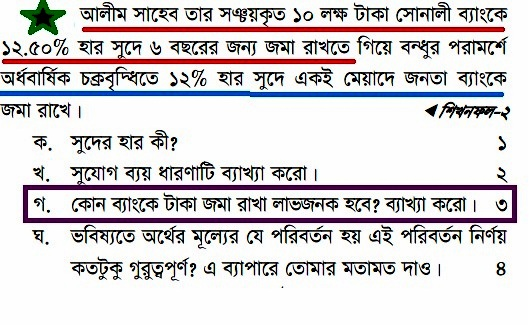 আলীম সাহেব তার সঞ্চয়কৃত ১০ লক্ষ টাকা সোনালী ব্যাংকে
১২.৫০% হার সুদে ৬ বছরের জন্য জমা রাখতে গিয়ে বন্ধুর পরামর্শে
অর্ধবার্ষিক চক্রবৃদ্ধিতে ১২% হার সুদে একই মেয়াদে জনতা ব্যাংকে
জমা রাখে। ◄ শিখনফল-২
ক. সুদের হার কী? ১
খ. সুযোগ ব্যয় ধারণাটি ব্যাখ্যা করো। ২
গ. কোন ব্যাংকে টাকা জমা রাখা লাভজনক হবে? ব্যাখ্যা করো। ৩
ঘ. ভবিষ্যতে অর্থের মূল্যের যে পরিবর্তন হয় এই পরিবর্তন নির্ণয়
কতটুকু গুরুত্বপূর্ণ? এ ব্যাপারে তোমার মতামত দাও। ৪